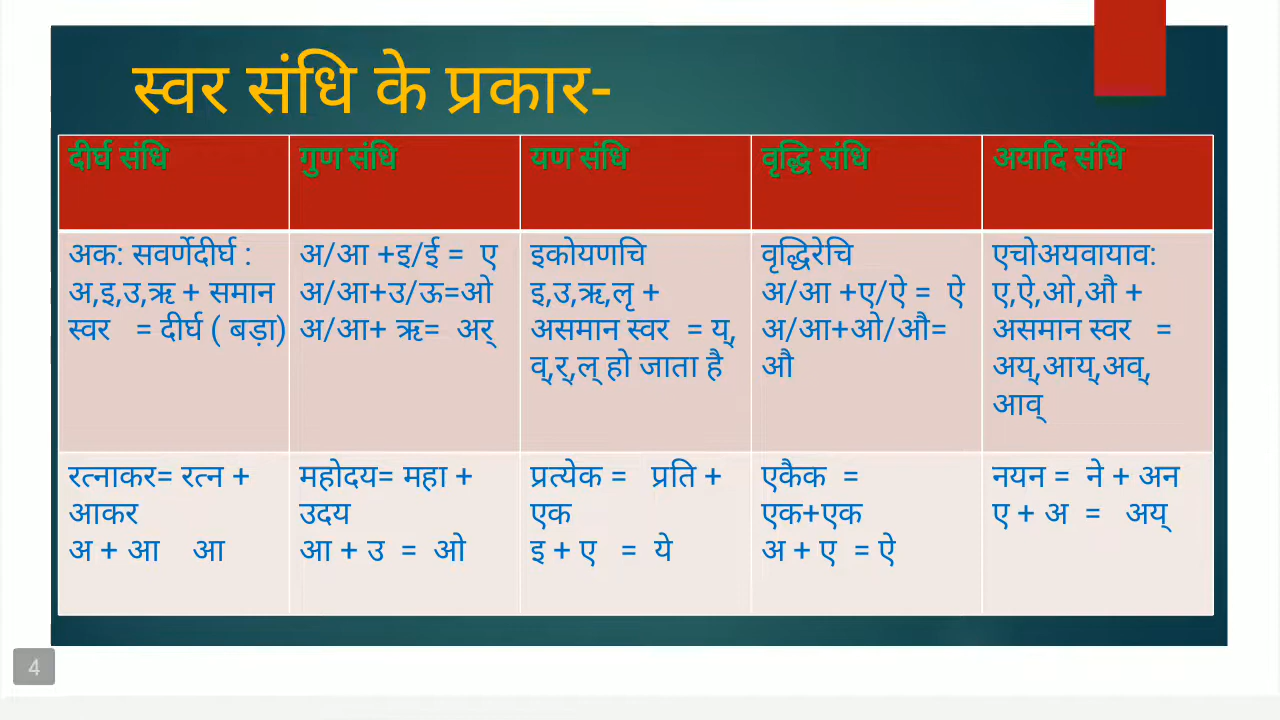 स्वर संधि के प्रकार-
दीर्घ संधि
गुण संधि
यण संधि
वृद्धि संधि
अयादि संधि
अक: सवर्णेदीर्घ :
अ,इ,उ,ऋ + समान
स्वर = दीर्घ ( बड़ा)
अ/आ +इ/ई = ए
अ/आ+उ/ऊ=ओ
अ/आ+ ऋ= अर्
इकोयणचि
इ,उ,ऋ,लृ +
असमान स्वर = य्,
व्,र्,ल् हो जाता है
वृद्धिरेचि
अ/आ +ए/ऐ = ऐ
अ/आ+ओ/औ=
औ
एचोअयवायाव:
ए,ऐ,ओ,औ +
असमान स्वर =
अय्,आय्,अव्,
आव्
रत्नाकर= रत्न +
आकर
अ + आ आ
महोदय= महा +
उदय
आ + उ = ओ
प्रत्येक = प्रति +
एक
इ + ए = ये
एकैक =
एक+एक
अ + ए = ऐ
नयन = ने + अन
ए + अ = अय्
4